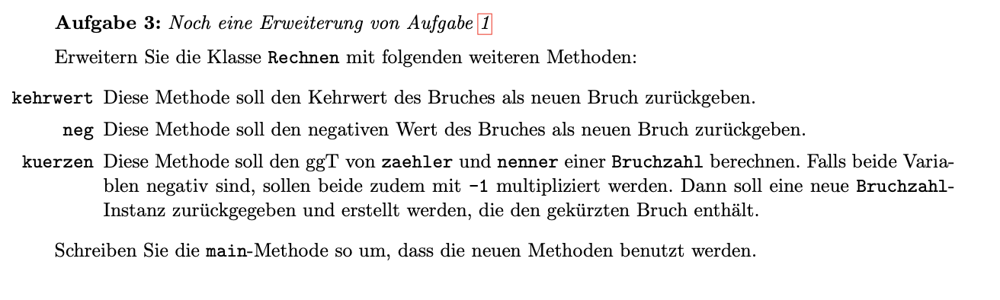 Aufgabe 3: Noch eine Erweiterung von Aufgabe 1
Erweitern Sie die Klasse Rechnen mit folgenden weiteren Methoden:
kehrwert Diese Methode soll den Kehrwert des Bruches als neuen Bruch zurückgeben.
neg Diese Methode soll den negativen Wert des Bruches als neuen Bruch zurückgeben.
kuerzen Diese Methode soll den ggT von zaehler und nenner einer Bruchzahl berechnen. Falls beide Varia-
blen negativ sind, sollen beide zudem mit -1 multipliziert werden. Dann soll eine neue Bruchzahl-
Instanz zurückgegeben und erstellt werden, die den gekürzten Bruch enthält.
Schreiben Sie die main-Methode so um, dass die neuen Methoden benutzt werden.